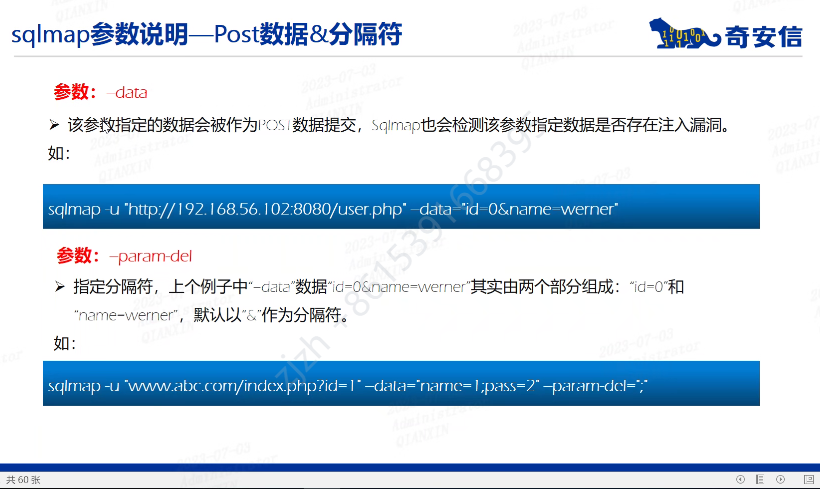 sqlmap参数说明—Post数据&分隔符
奇安信
参数：–data
➤ 该参数指定的数据会被作为POST数据提交，Sqlmap也会检测该参数指定数据是否存在注入漏洞。
如：
sqlmap -u "http://192.168.56.102:8080/user.php" –data="id=0&name=werner"
参数：–param-del
➤ 指定分隔符，上个例子中“–data”数据“id=0&name=werner”其实由两个部分组成：“id=0”和
“name–werner”，默认以“&”作为分隔符。
如：
sqlmap -u "www.abc.com/index.php?id=1" –data="name=1;pass=2" –param-del=";"
共 60 张
2023-07-03
Administrator
QIANXIN